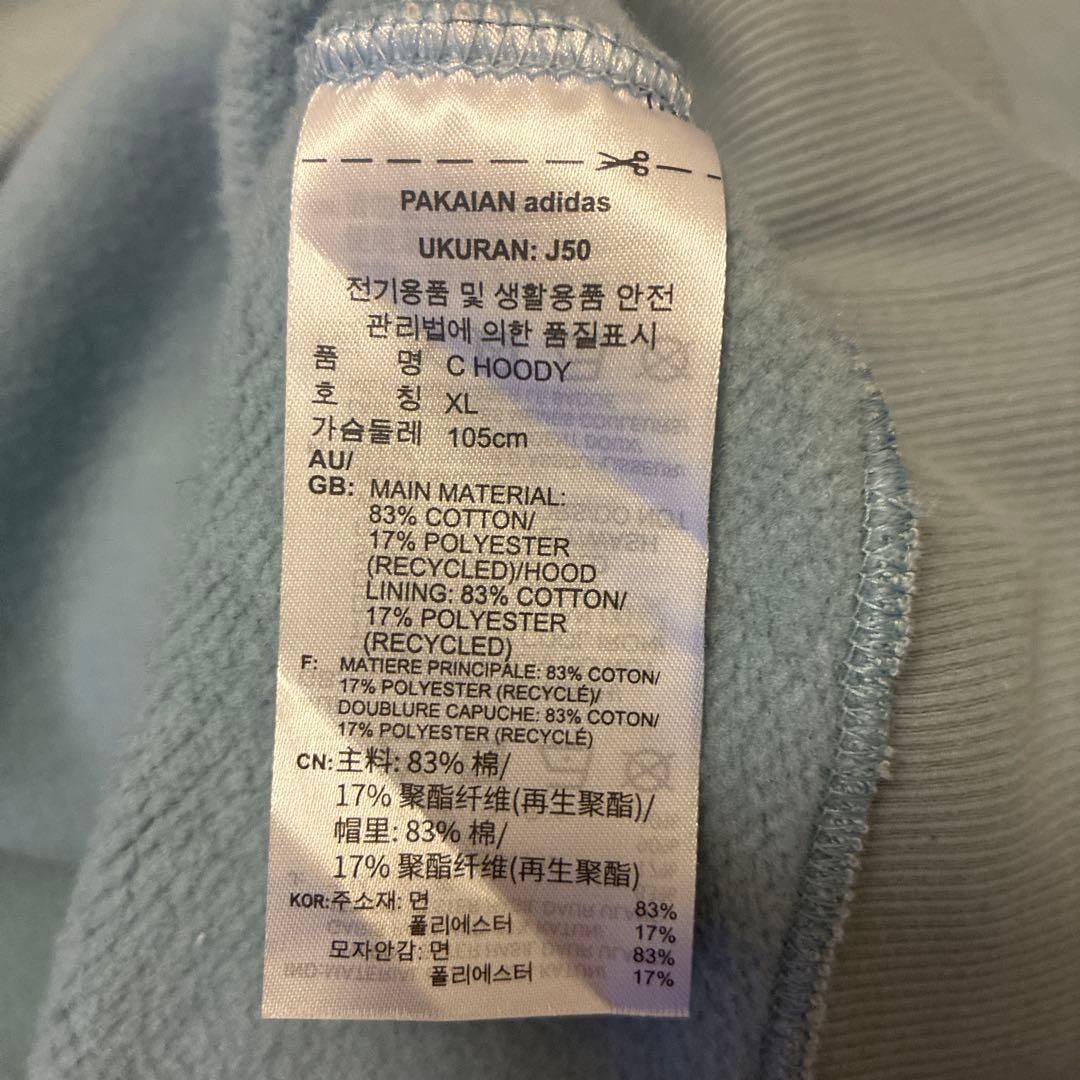 PAKAIAN adidas
UKURAN: J50
전기용품 및 생활용품 안전
관리법에 의한 품질표시
품 명 C HOODY
호 칭 XL
가슴둘레 105cm
AU/
GB: MAIN MATERIAL:
83% COTTON/
17% POLYESTER
(RECYCLED)/HOOD
LINING: 83% COTTON/
17% POLYESTER
(RECYCLED)
F: MATIERE PRINCIPALE: 83% COTON/
17% POLYESTER (RECYCLÉ)/
DOUBLURE CAPUCHE: 83% COTON/
17% POLYESTER (RECYCLÉ)
CN:主料: 83% 棉/
17% 聚酯纤维(再生聚酯)/
帽里: 83% 棉/
17% 聚酯纤维(再生聚酯)
KOR:주소재: 면 83%
폴리에스터 17%
모자안감: 면 83%
폴리에스터 17%